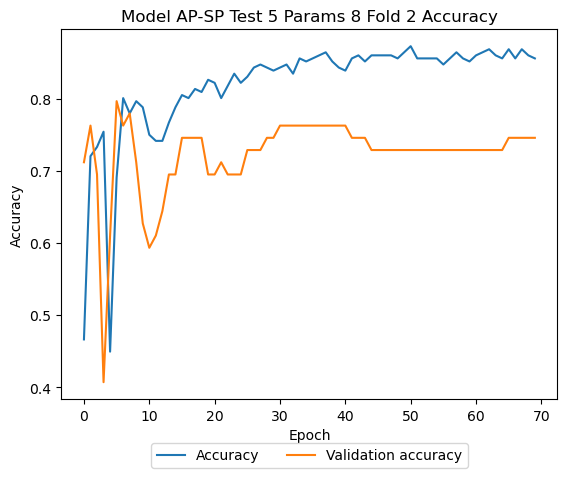 Model AP-SP Test 5 Params 8 Fold 2 Accuracy
Accuracy
0.8
0.7
0.6
0.5
0.4
0 10 20 30 40 50 60 70
Epoch
Accuracy Validation accuracy